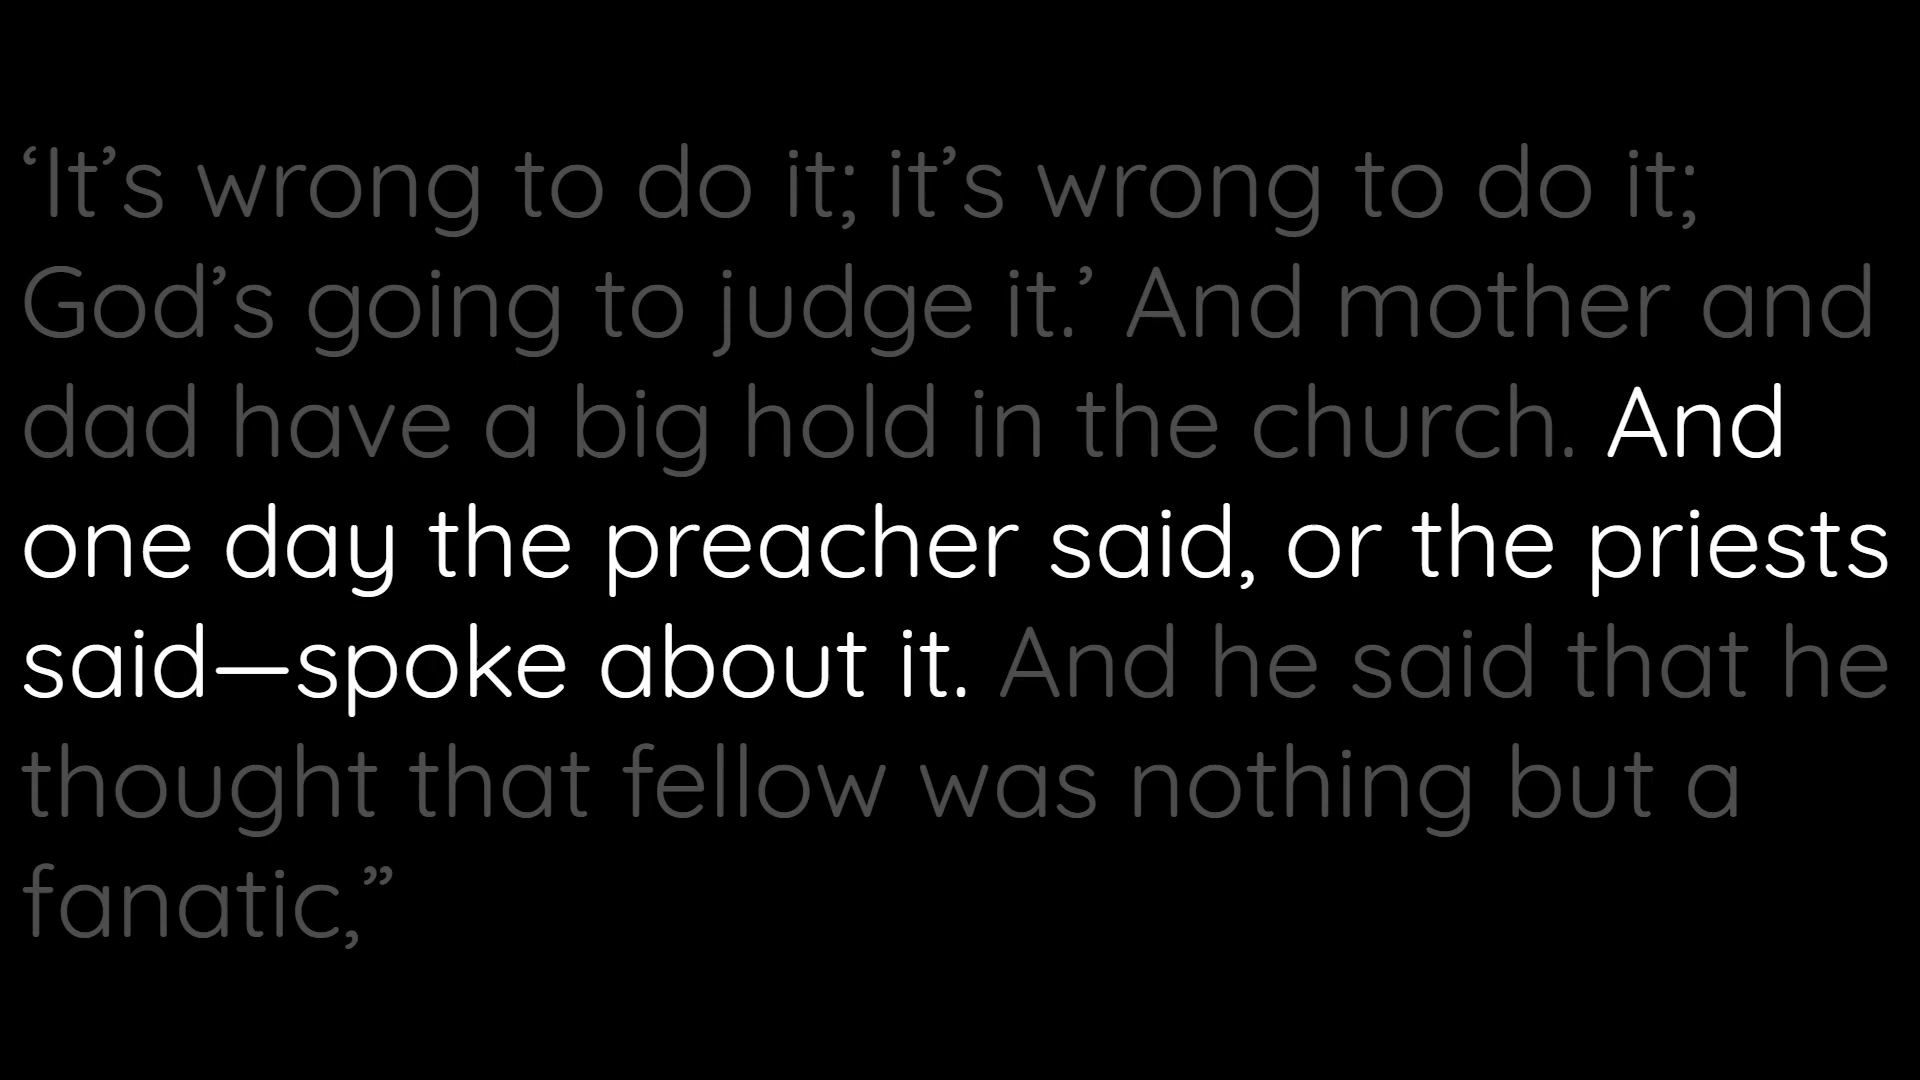 ‘It’s wrong to do it; it’s wrong to do it;
God’s going to judge it.’ And mother and
dad have a big hold in the church. And
one day the preacher said, or the priests
said—spoke about it. And he said that he
thought that fellow was nothing but a
fanatic,”